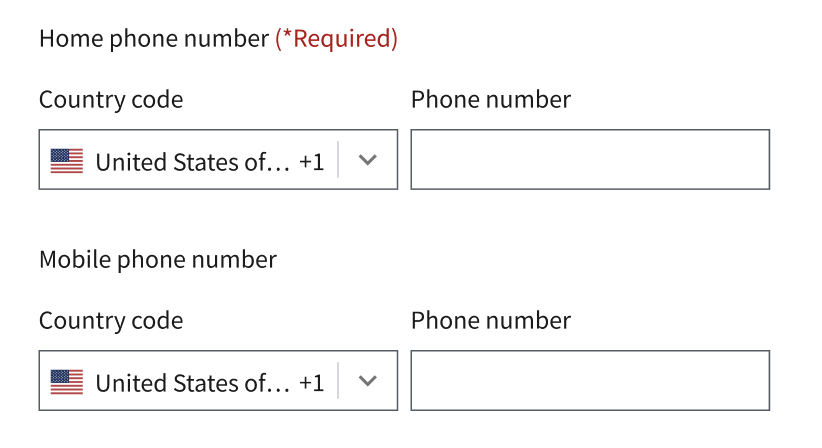 Home phone number (*Required)
Country code Phone number
United States of... +1
Mobile phone number
Country code Phone number
United States of... +1